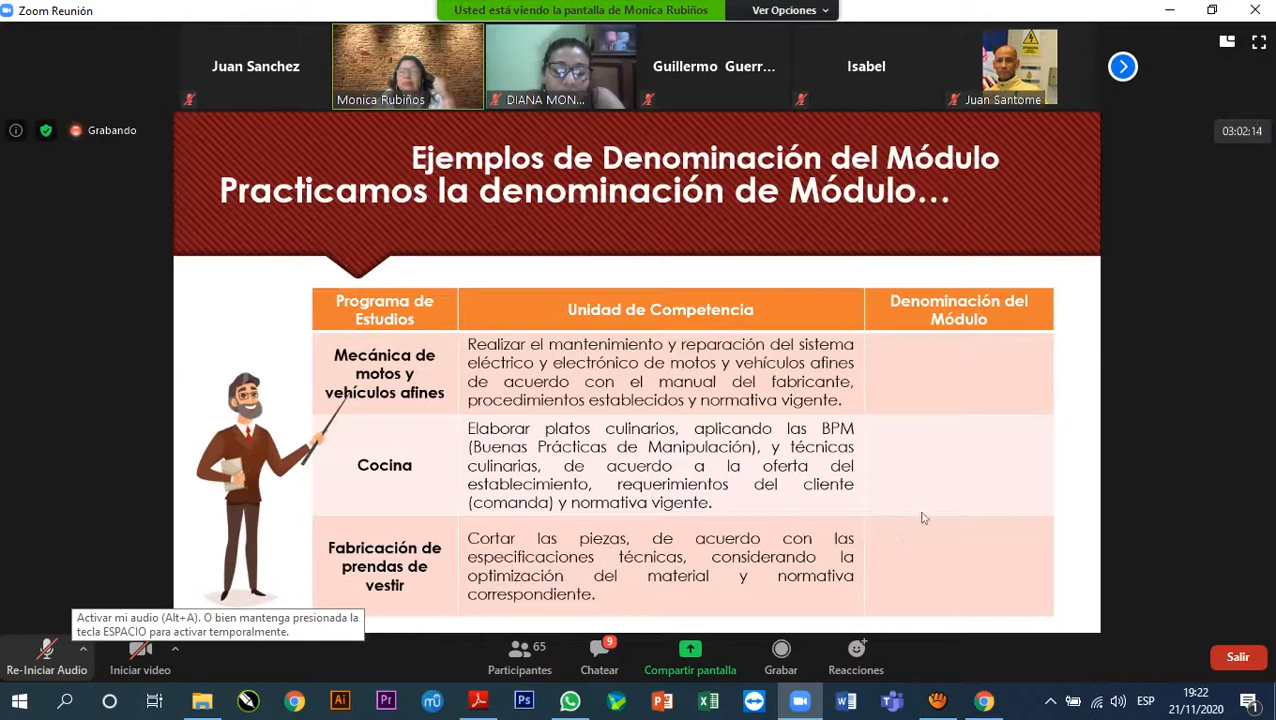 Zoom Reunión
Usted está viendo la pantalla de Monica Rubiños
Ver Opciones
Juan Sanchez
Monica Rubiños
DIANA MON...
Guillermo Guerr...
Isabel
Juan Santome
Grabando
03:02:14
Ejemplos de Denominación del Módulo
Practicamos la denominación de Módulo...
Programa de
Estudios
Unidad de Competencia
Denominación del
Módulo
Mecánica de
motos y
vehículos afines
Realizar el mantenimiento y reparación del sistema
eléctrico y electrónico de motos y vehículos afines
de acuerdo con el manual del fabricante,
procedimientos establecidos y normativa vigente.
Cocina
Elaborar platos culinarios, aplicando las BPM
(Buenas Prácticas de Manipulación), y técnicas
culinarias, de acuerdo a la oferta del
establecimiento, requerimientos del cliente
(comanda) y normativa vigente.
Fabricación de
prendas de
vestir
Cortar las piezas, de acuerdo con las
especificaciones técnicas, considerando la
optimización del material y normativa
correspondiente.
Activar mi audio (Alt+A). O bien mantenga presionada la
tecla ESPACIO para activar temporalmente.
Re-Iniciar Audio
Iniciar video
65
Participantes
9
Chatear
Compartir pantalla
Grabar
Reacciones
Salir
Ai
Pr
Ps
ESP
19:22
21/11/2020